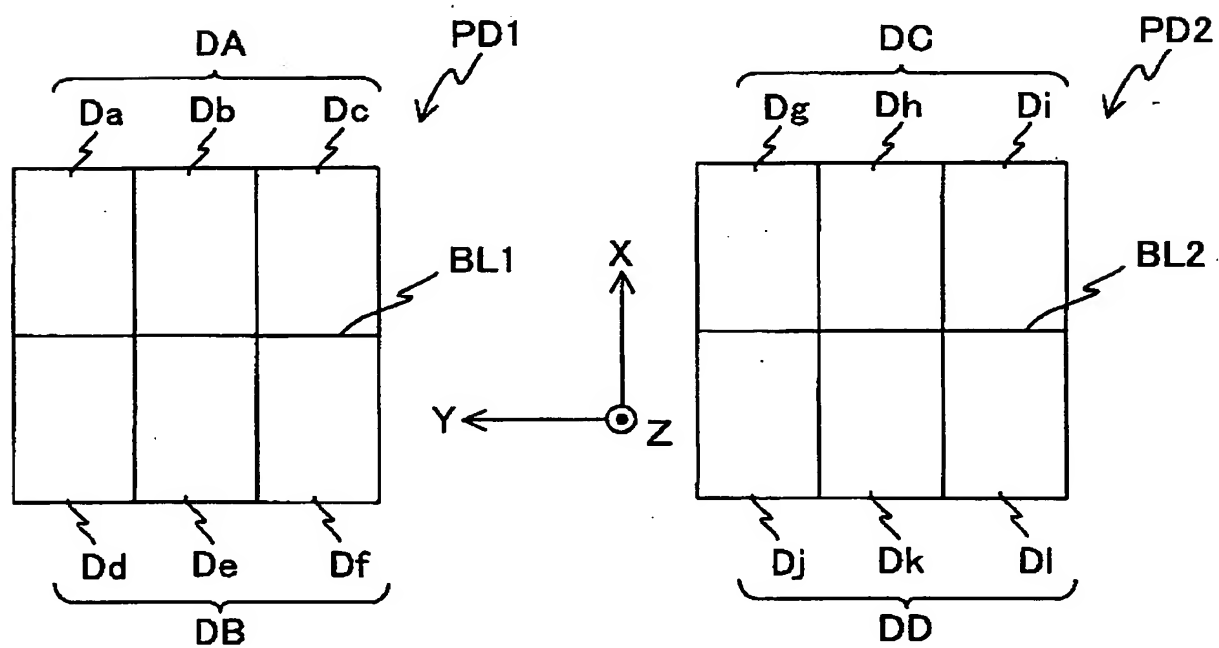 DA
PD1
DC
PD2
Da Db Dc
Dg Dh Di
BL1
BL2
X
Y
Z
Dd De Df
Dj Dk Dl
DB
DD